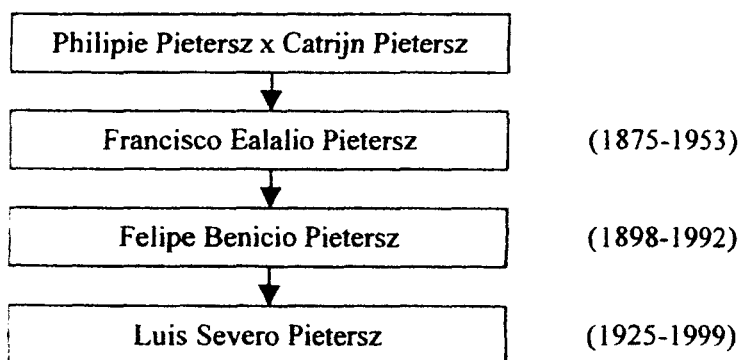 Philipie Pietersz x Catrijn Pietersz
Francisco Ealalio Pietersz (1875-1953)
Felipe Benicio Pietersz (1898-1992)
Luis Severo Pietersz (1925-1999)